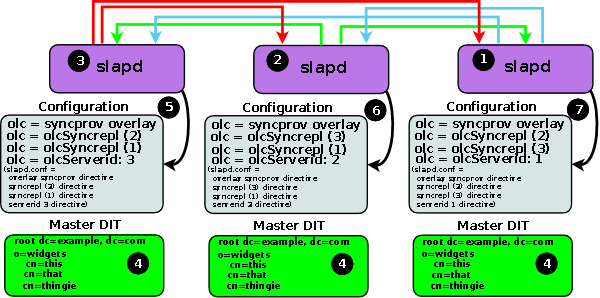 3
slapd
2
slapd
1
slapd
Configuration
5
olc = syncprov overlay
olc = olcSyncrepl (2)
olc = olcSyncrepl (1)
olc = olcServerid: 3
(slapd.conf =
overlay syncprov directive
syncrepl (2) directive
syncrepl (1) directive
serverid 3 directive)
Configuration
6
olc = syncprov overlay
olc = olcSyncrepl (3)
olc = olcSyncrepl (1)
olc = olcServerid: 2
(slapd.conf =
overlay syncprov directive
syncrepl (3) directive
syncrepl (1) directive
serverid 2 directive)
Configuration
7
olc = syncprov overlay
olc = olcSyncrepl (2)
olc = olcSyncrepl (3)
olc = olcServerid: 1
(slapd.conf =
overlay syncprov directive
syncrepl (2) directive
syncrepl (3) directive
serverid 1 directive)
Master DIT
root dc=example, dc=com
o=widgets
cn=this
cn=that
cn=thingie
4
Master DIT
root dc=example, dc=com
o=widgets
cn=this
cn=that
cn=thingie
4
Master DIT
root dc=example, dc=com
o=widgets
cn=this
cn=that
cn=thingie
4